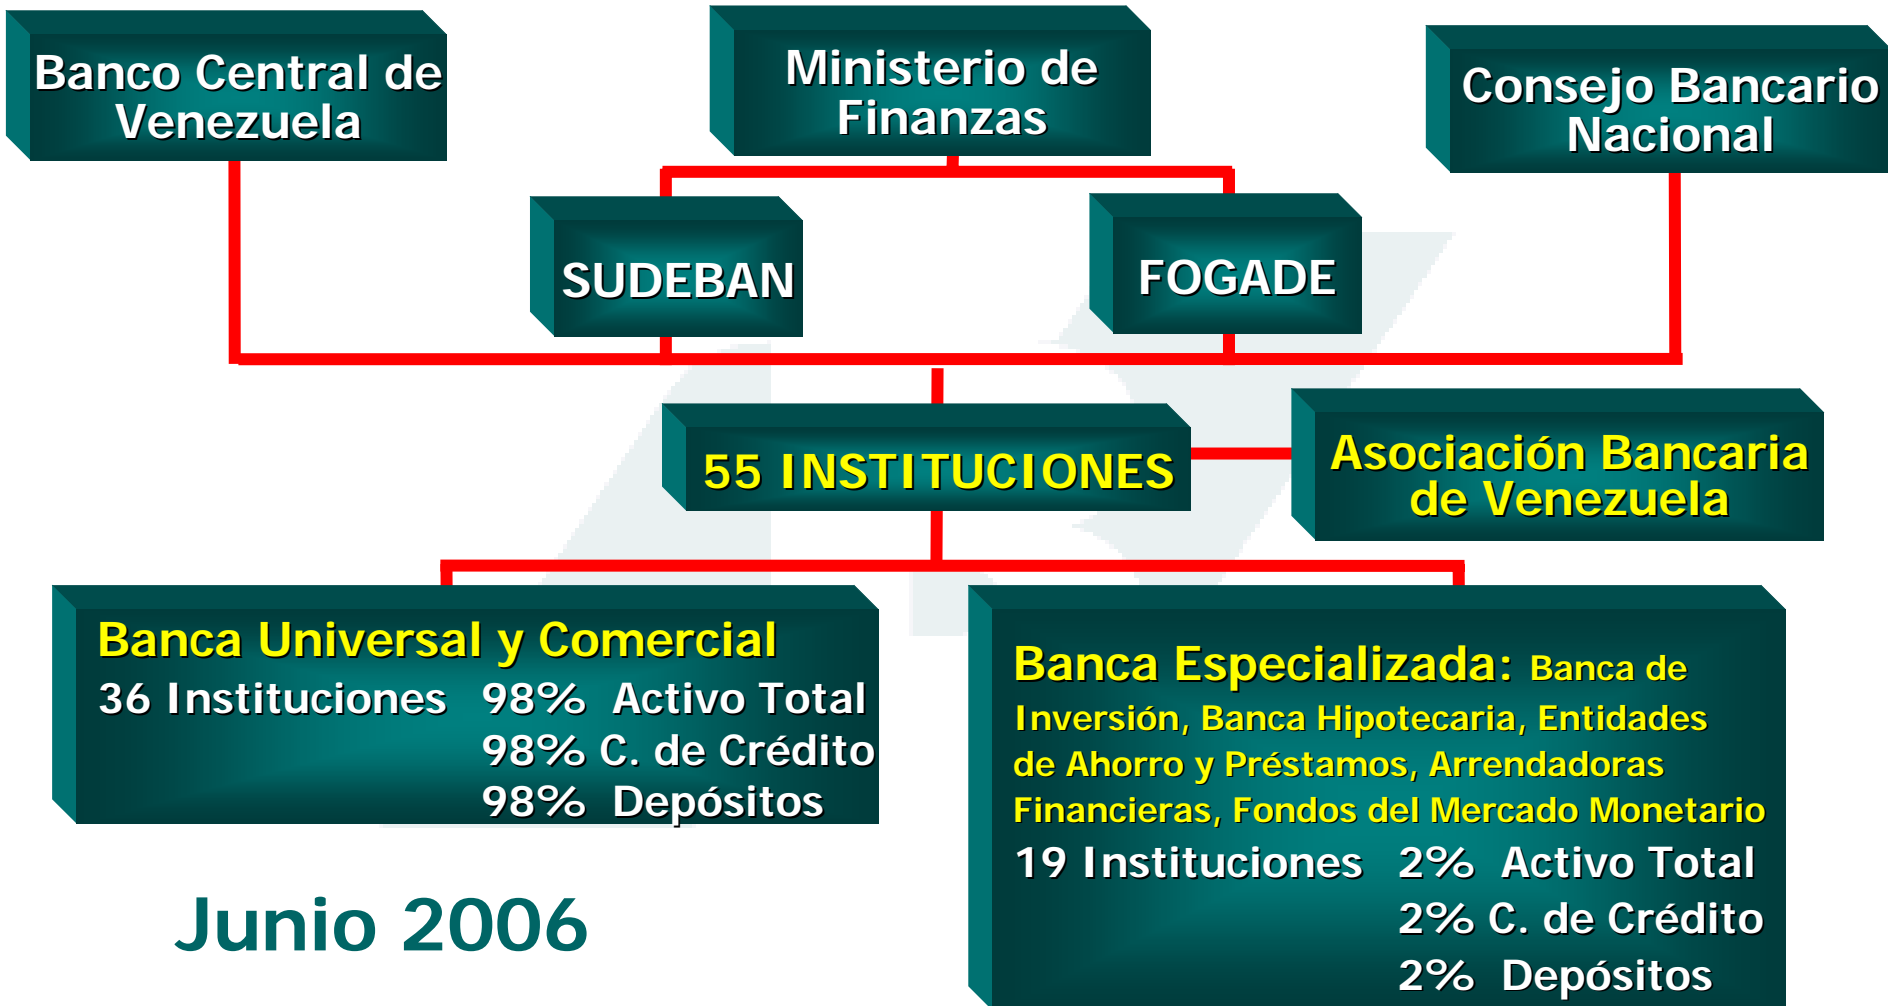 Banco Central de
Venezuela
Ministerio de
Finanzas
Consejo Bancario
Nacional
SUDEBAN
FOGADE
55 INSTITUCIONES
Asociación Bancaria
de Venezuela
Banca Universal y Comercial
36 Instituciones 98% Activo Total
98% C. de Crédito
98% Depósitos
Banca Especializada: Banca de
Inversión, Banca Hipotecaria, Entidades
de Ahorro y Préstamos, Arrendadoras
Financieras, Fondos del Mercado Monetario
19 Instituciones 2% Activo Total
2% C. de Crédito
2% Depósitos
Junio 2006